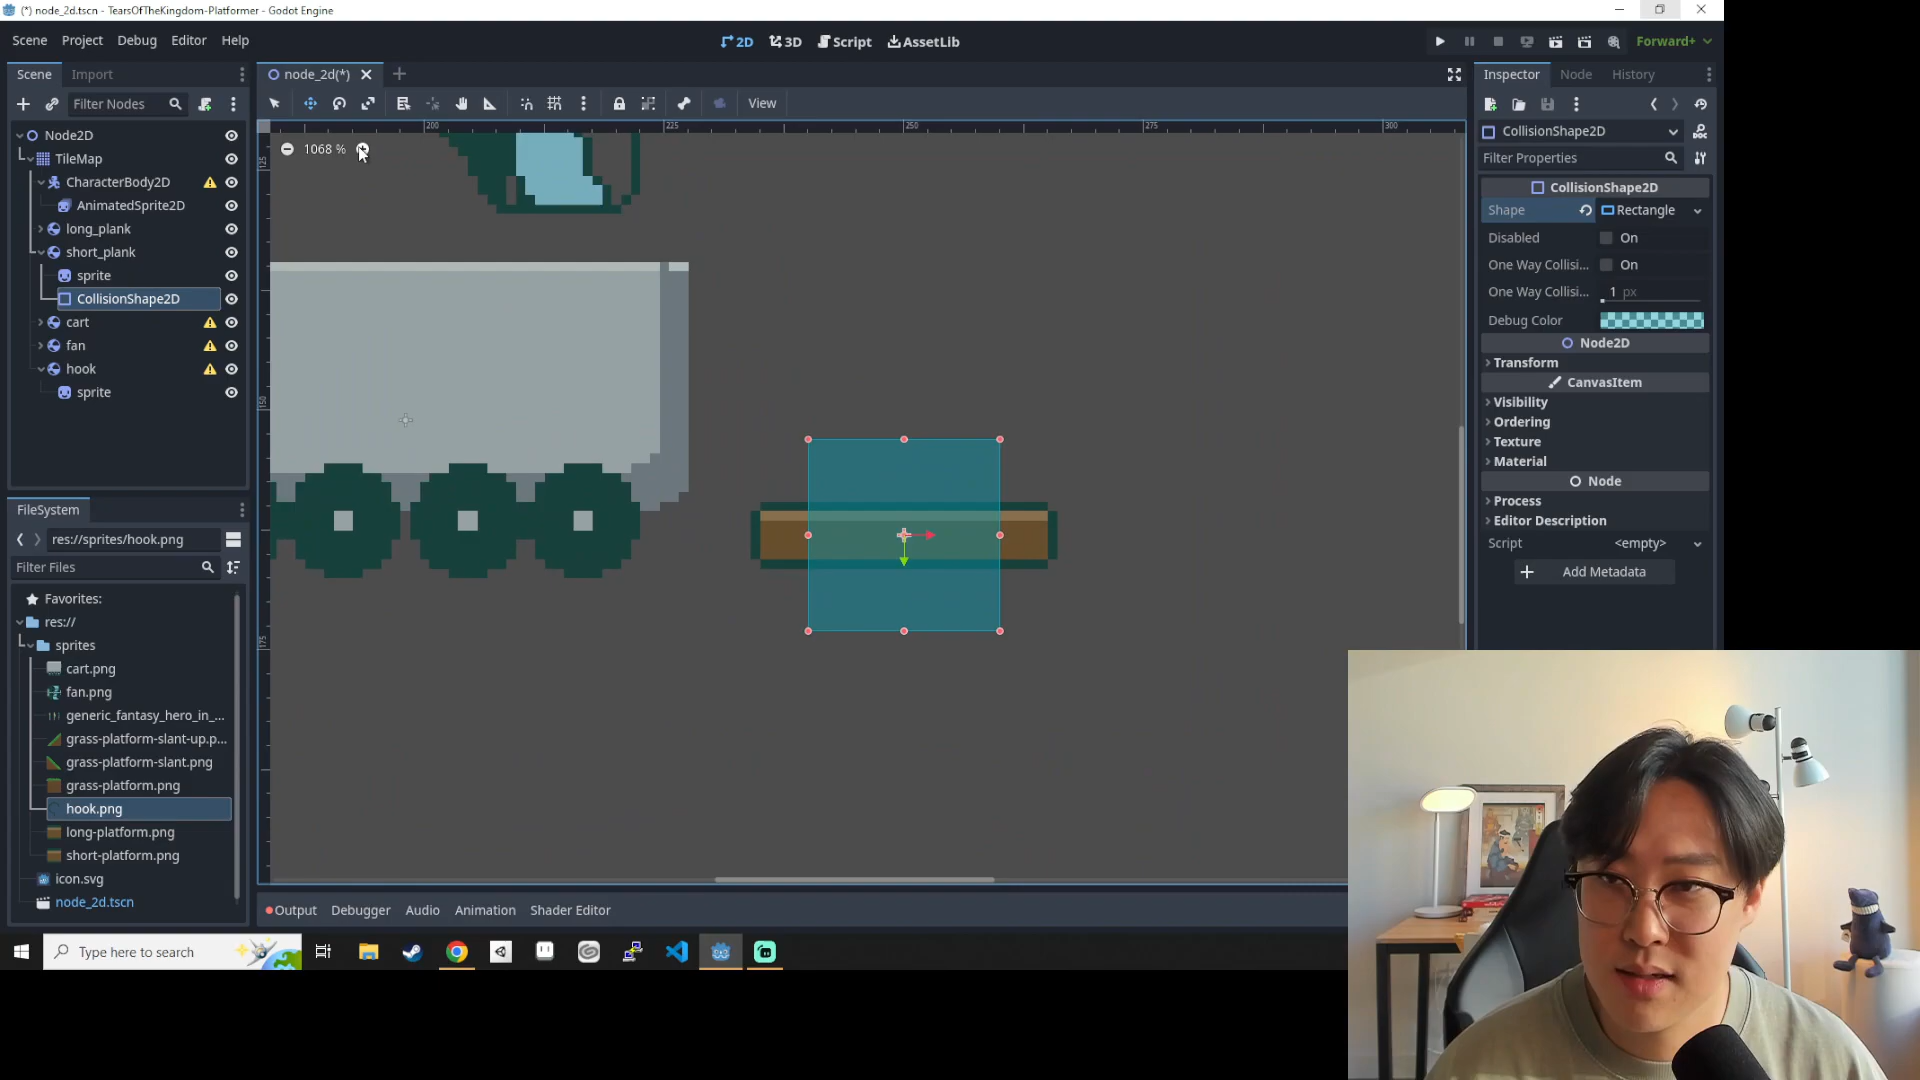 (*) node_2d.tscn - TearsOfTheKingdom-Platformer - Godot Engine
Scene Project Debug Editor Help
2D 3D Script AssetLib
Forward+
Scene Import
node_2d(*)
Inspector Node History
Filter Nodes
View
CollisionShape2D
Filter Properties
Node2D
TileMap
CharacterBody2D
AnimatedSprite2D
long_plank
short_plank
sprite
CollisionShape2D
cart
fan
hook
sprite
200 225 250 275 300
125
150
175
1068 %
CollisionShape2D
Shape Rectangle
Disabled On
One Way Collisi... On
One Way Collisi... 1 px
Debug Color
Node2D
Transform
CanvasItem
Visibility
Ordering
Texture
Material
Node
Process
Editor Description
Script <empty>
Add Metadata
FileSystem
res://sprites/hook.png
Filter Files
Favorites:
res://
sprites
cart.png
fan.png
generic_fantasy_hero_in_...
grass-platform-slant-up.p...
grass-platform-slant.png
grass-platform.png
hook.png
long-platform.png
short-platform.png
icon.svg
node_2d.tscn
Output Debugger Audio Animation Shader Editor
Type here to search